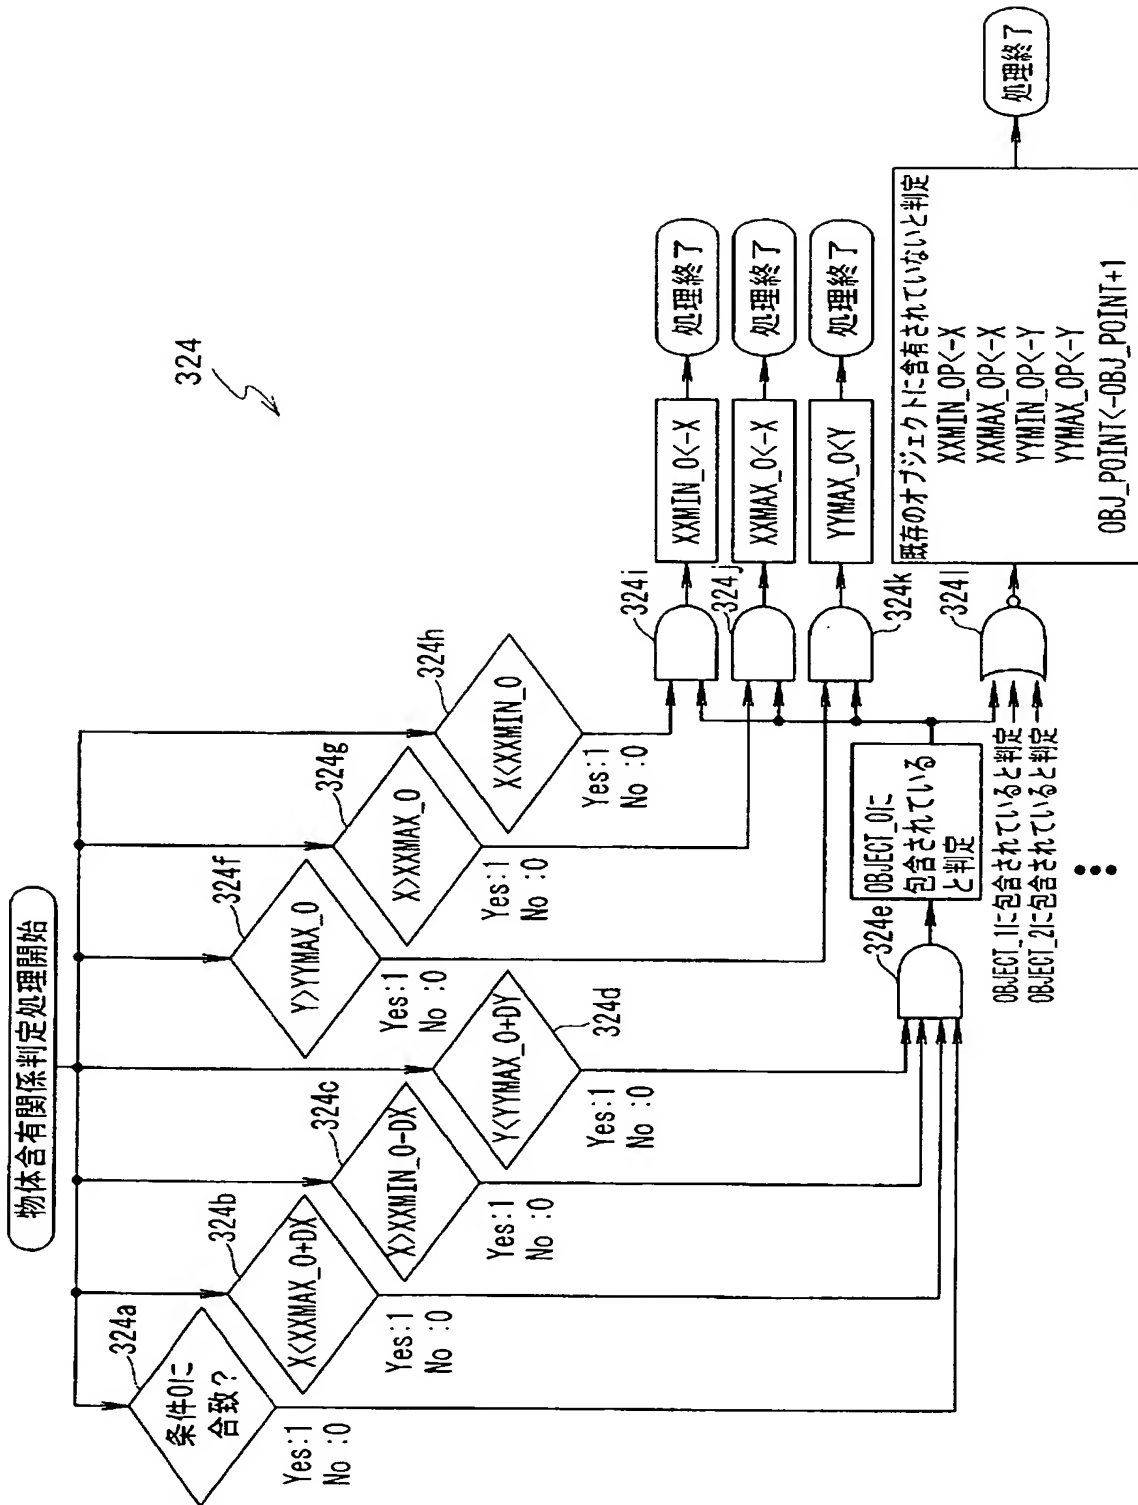 324
物体含有関係判定処理開始
324a
条件0に
合致?
Yes:1
No :0
324b
X<XXMAX_0+DX
Yes:1
No :0
324c
X>XXMIN_0-DX
Yes:1
No :0
324d
Y<YYMAX_0+DY
Yes:1
No :0
324f
Y>YYMAX_0
Yes:1
No :0
324g
X>XXMAX_0
Yes:1
No :0
324h
X<XXMIN_0
Yes:1
No :0
324e
OBJECT_0に
包含されている
と判定
OBJECT_1に包含されていると判定
OBJECT_2に包含されていると判定
324i
XXMIN_0<-X
処理終了
324j
XXMAX_0<-X
処理終了
324k
YYMAX_0<Y
処理終了
324l
既存のオブジェクトに含有されていないと判定
XXMIN_OP<-X
XXMAX_OP<-X
YYMIN_OP<-Y
YYMAX_OP<-Y
OBJ_POINT<-OBJ_POINT+1
処理終了